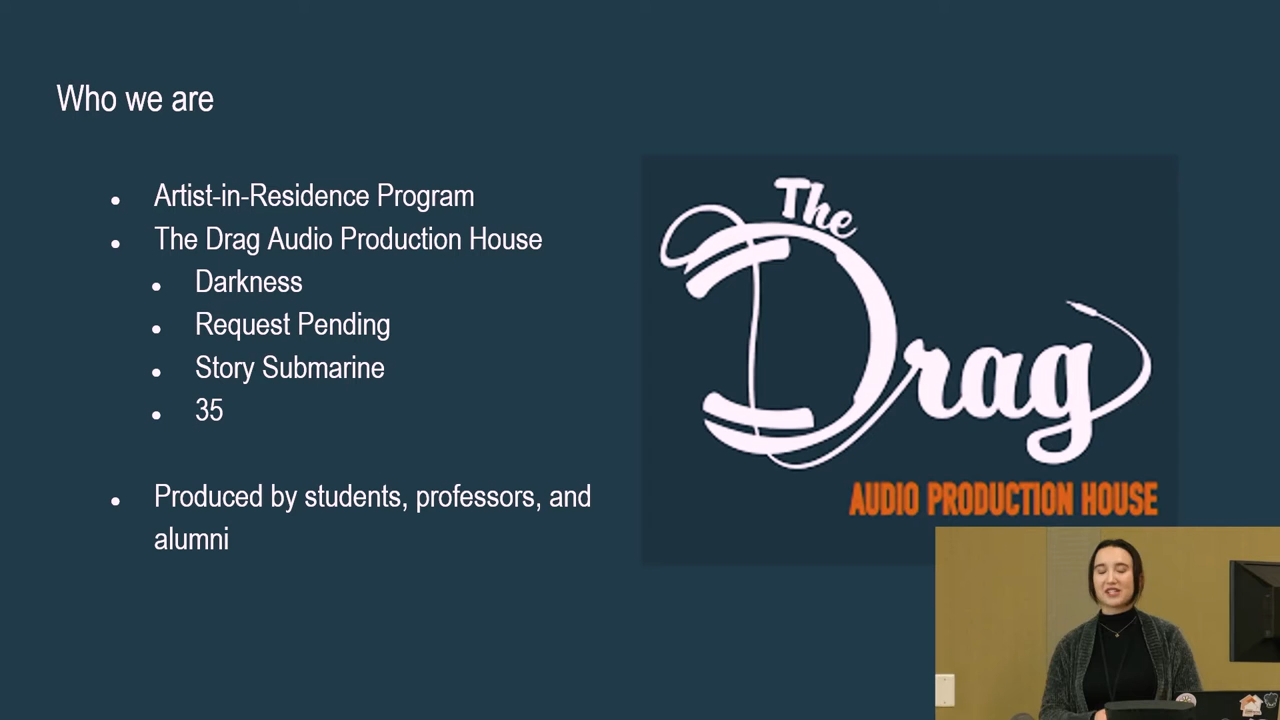 Who we are
Artist-in-Residence Program
The Drag Audio Production House
Darkness
Request Pending
Story Submarine
35
Produced by students, professors, and
alumni
The
Drag
AUDIO PRODUCTION HOUSE